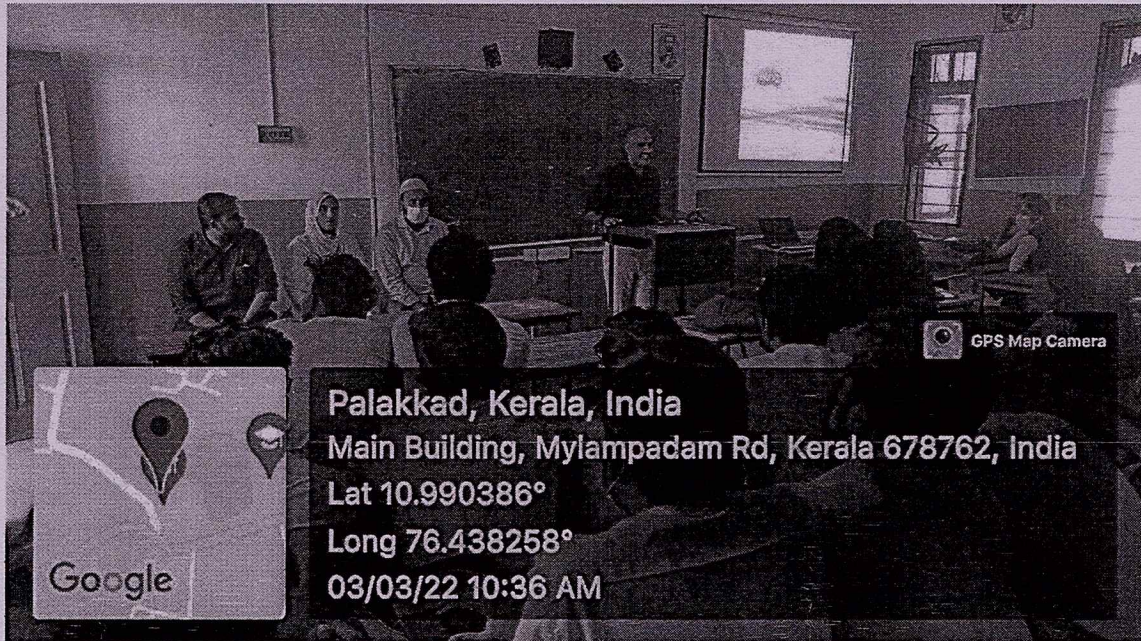 GPS Map Camera
Palakkad, Kerala, India
Main Building, Mylampadam Rd, Kerala 678762, India
Lat 10.990386°
Long 76.438258°
03/03/22 10:36 AM
Google